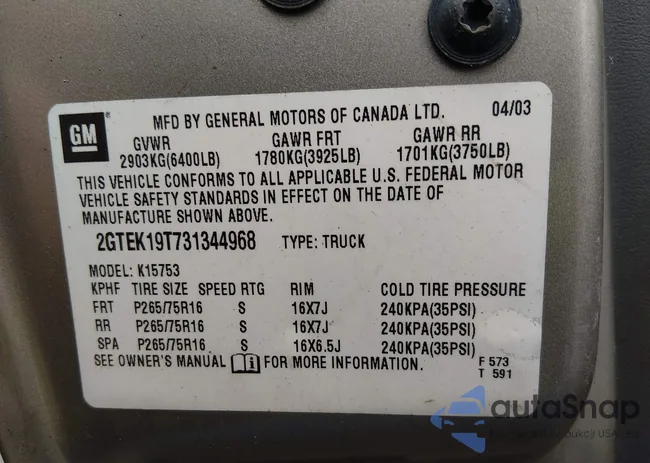 MFD BY GENERAL MOTORS OF CANADA LTD. 04/03
GM
GVWR GAWR FRT GAWR RR
2903KG(6400LB) 1780KG(3925LB) 1701KG(3750LB)
THIS VEHICLE CONFORMS TO ALL APPLICABLE U.S. FEDERAL MOTOR
VEHICLE SAFETY STANDARDS IN EFFECT ON THE DATE OF
MANUFACTURE SHOWN ABOVE.
2GTEK19T731344968 TYPE: TRUCK
MODEL: K15753
KPHF TIRE SIZE SPEED RTG RIM COLD TIRE PRESSURE
FRT P265/75R16 S 16X7J 240KPA(35PSI)
RR P265/75R16 S 16X7J 240KPA(35PSI)
SPA P265/75R16 S 16X6.5J 240KPA(35PSI)
SEE OWNER'S MANUAL FOR MORE INFORMATION. F 573
T 591
autoSnap